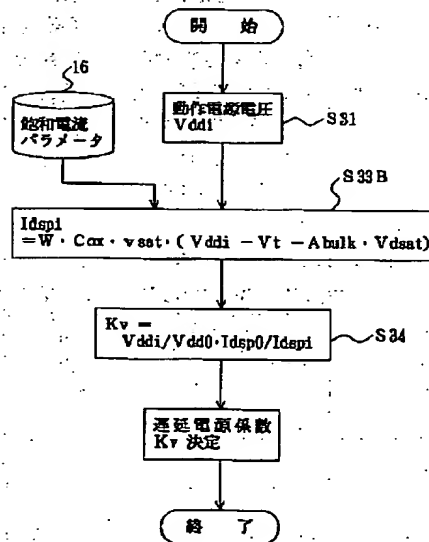 開 始
16
飽和電流
パラメータ
動作電源電圧
Vddi
S31
S33B
Idspi
=W・Cox・vsat・(Vddi－Vt－Abulk・Vdsat)
Kv =
Vddi/Vdd0・Idsp0/Idspi
S34
遅延電源係数
Kv 決定
終 了